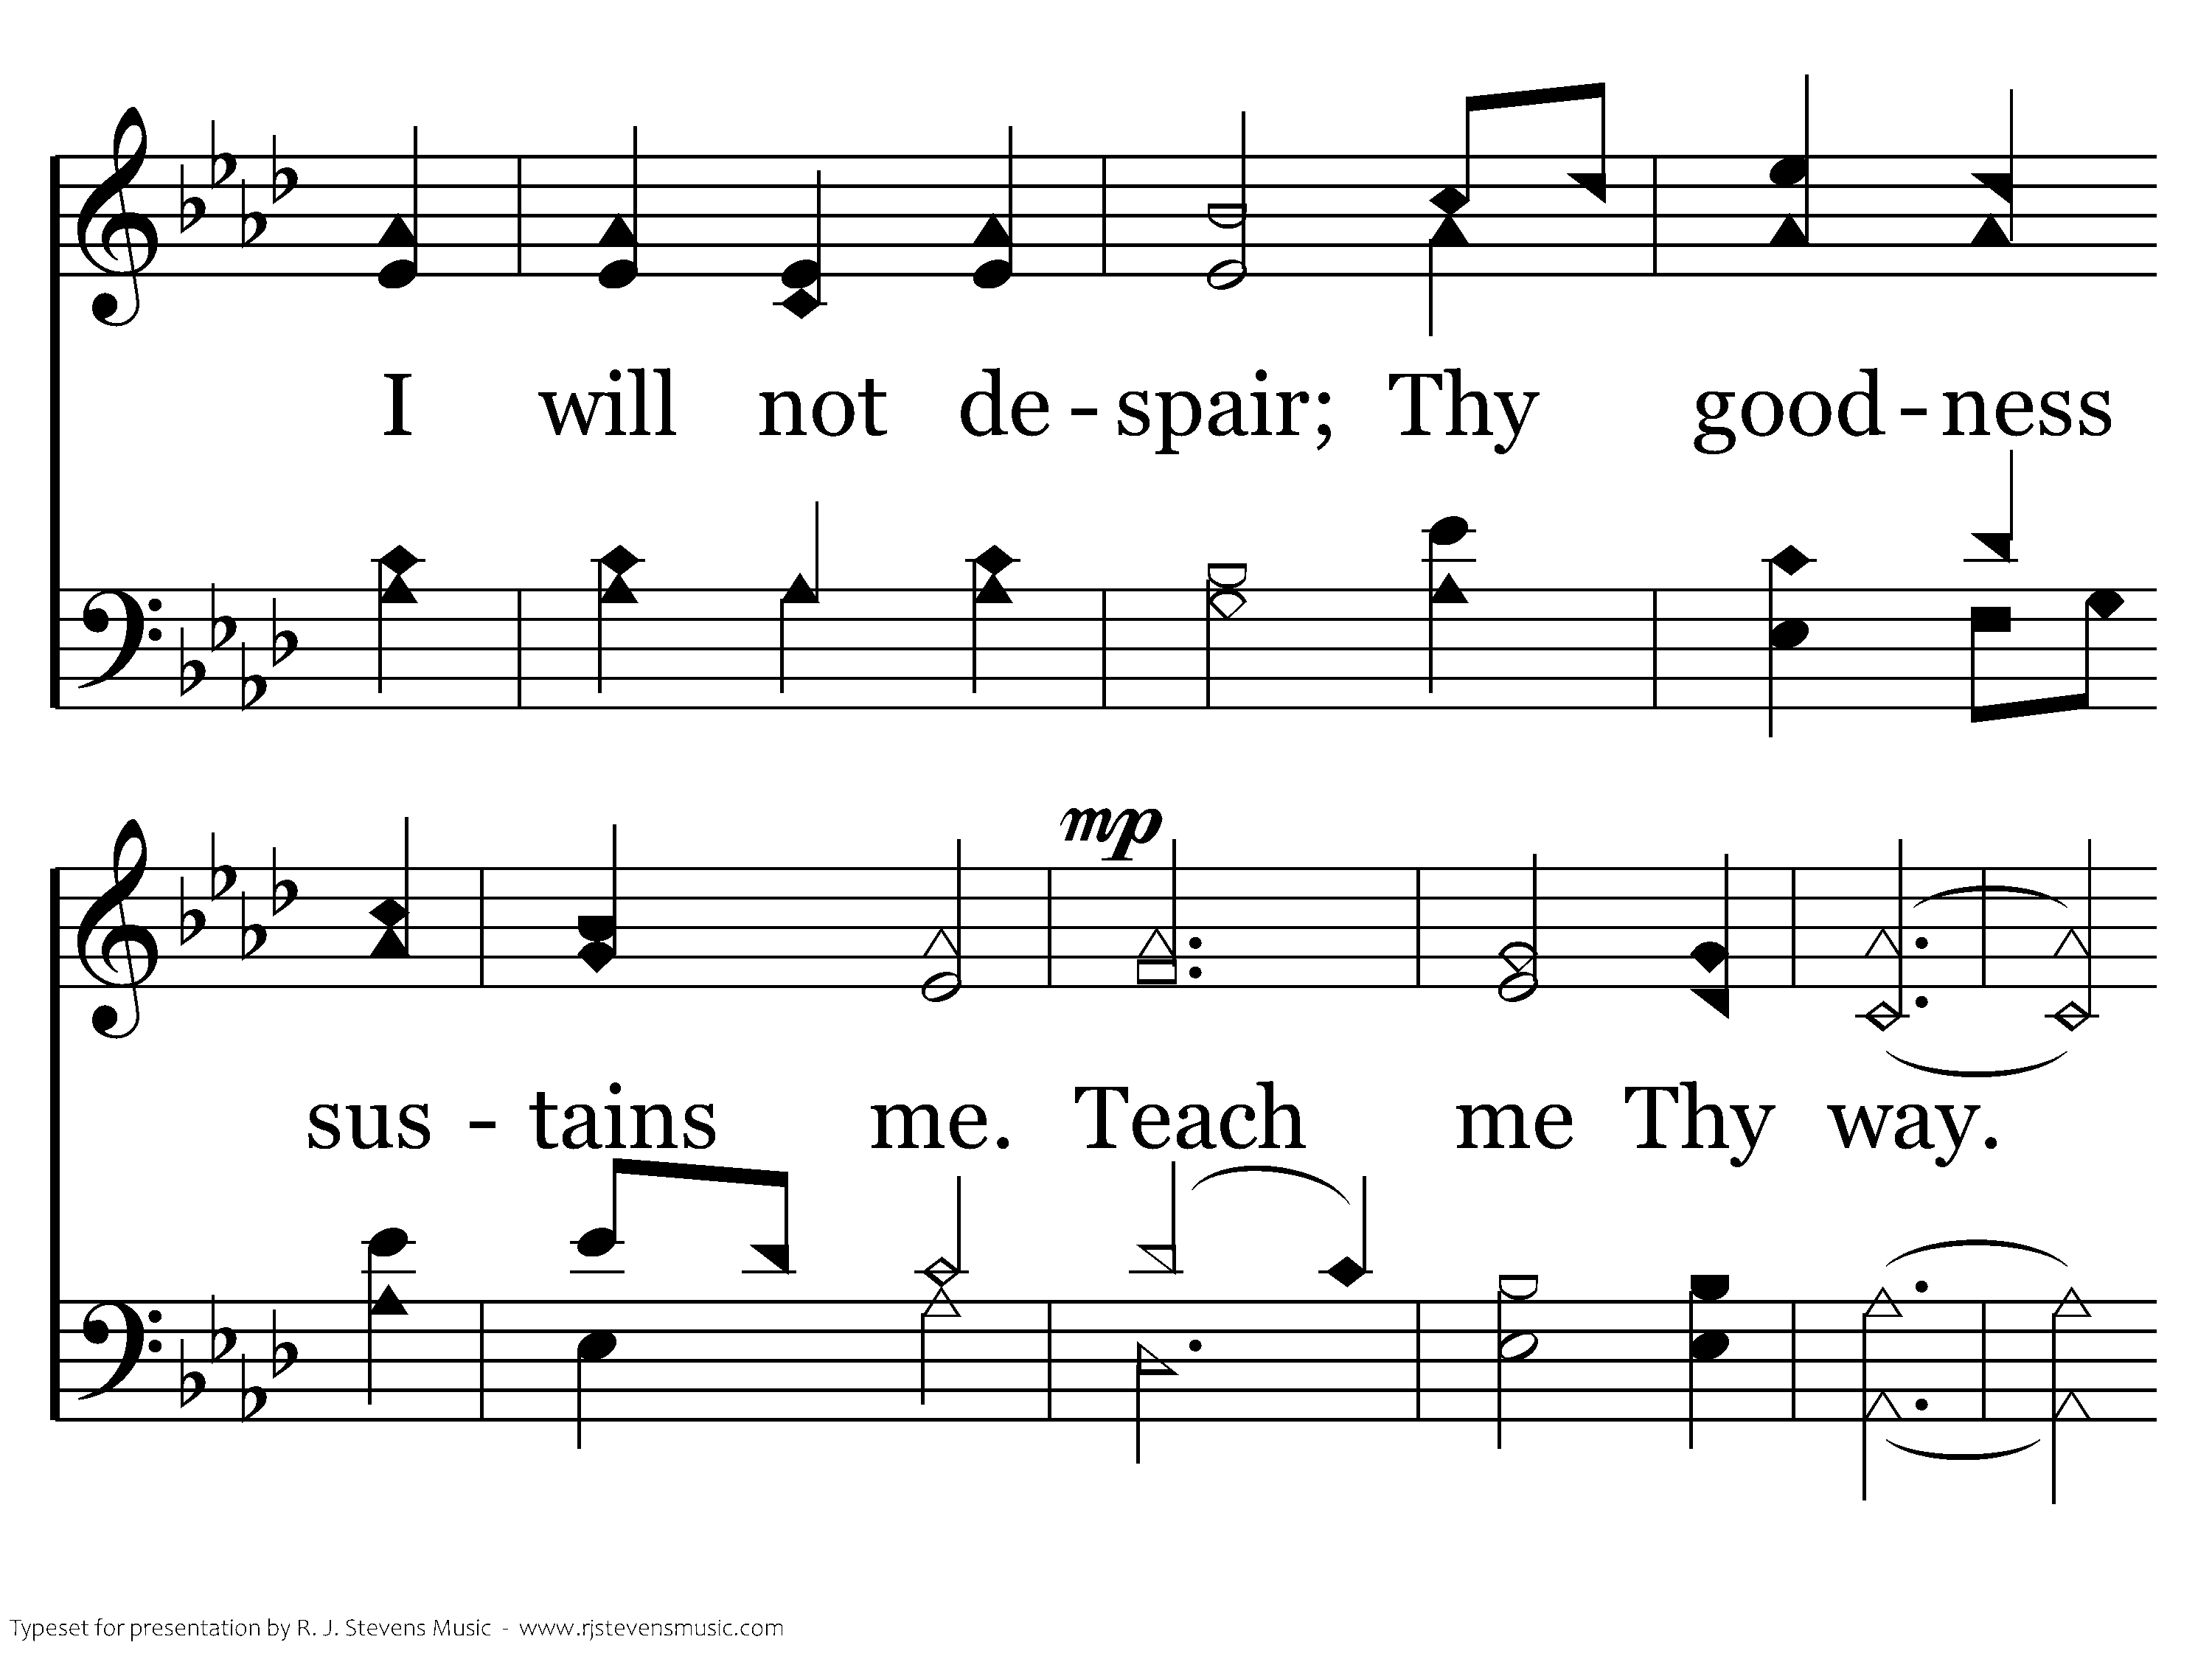 I will not de - spair; Thy good - ness
mp
sus - tains me. Teach me Thy way.
Typeset for presentation by R. J. Stevens Music - www.rjstevensmusic.com